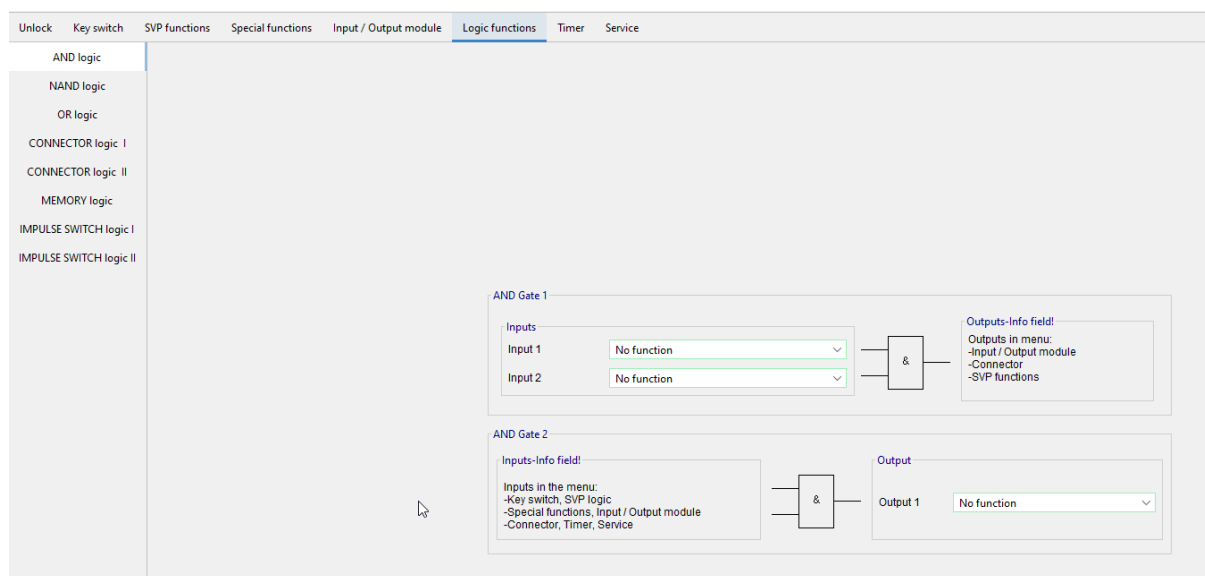 Unlock Key switch SVP functions Special functions Input / Output module Logic functions Timer Service
AND logic
NAND logic
OR logic
CONNECTOR logic I
CONNECTOR logic II
MEMORY logic
IMPULSE SWITCH logic I
IMPULSE SWITCH logic II
AND Gate 1
Inputs
Input 1 No function
Input 2 No function
&
Outputs-Info field!
Outputs in menu:
-Input / Output module
-Connector
-SVP functions
AND Gate 2
Inputs-Info field!
Inputs in the menu:
-Key switch, SVP logic
-Special functions, Input / Output module
-Connector, Timer, Service
&
Output
Output 1 No function